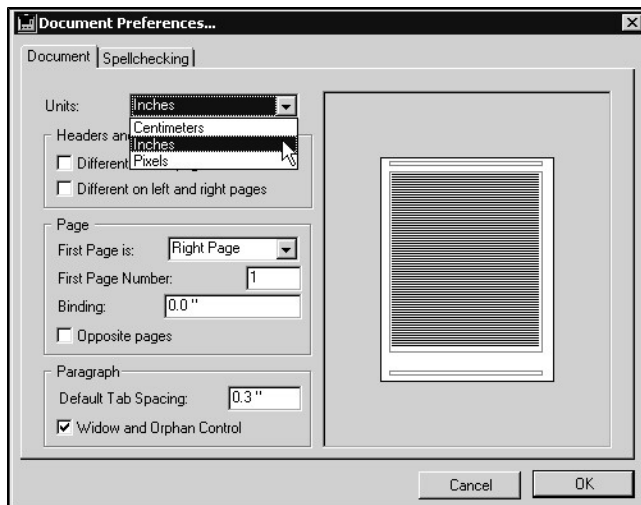 Document Preferences...
Document Spellchecking
Units: Inches
Centimeters
Inches
Pixels
Headers an
Different
Different on left and right pages
Page
First Page is: Right Page
First Page Number: 1
Binding: 0.0 "
Opposite pages
Paragraph
Default Tab Spacing: 0.3 "
Widow and Orphan Control
Cancel OK